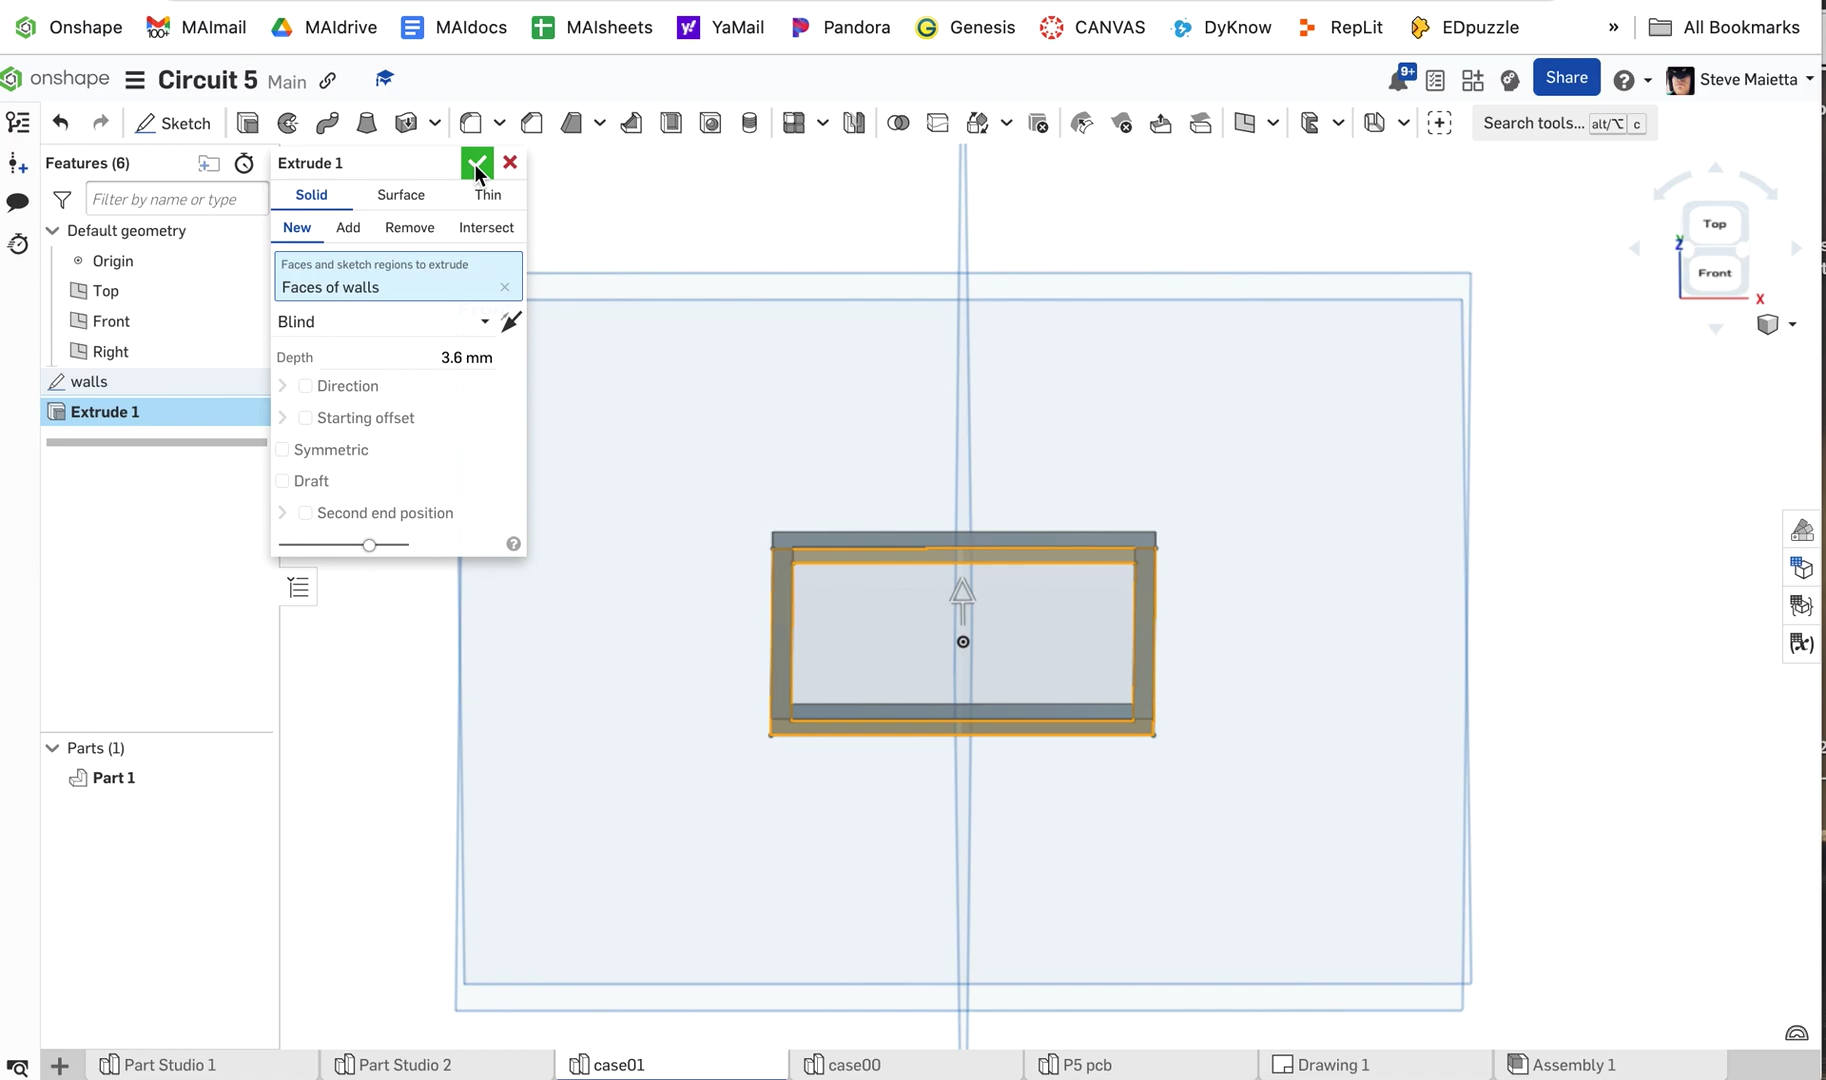 Onshape MAImail MAIdrive MAIdocs MAIsheets YaMail Pandora Genesis CANVAS DyKnow RepLit EDpuzzle » All Bookmarks
onshape Circuit 5 Main 9+ Share Steve Maietta
Sketch Search tools... alt/⌥ c
Features (6)
Filter by name or type
Default geometry
Origin
Top
Front
Right
walls
Extrude 1
Parts (1)
Part 1
Extrude 1
Solid Surface Thin
New Add Remove Intersect
Faces and sketch regions to extrude
Faces of walls
Blind
Depth 3.6 mm
Direction
Starting offset
Symmetric
Draft
Second end position
Top
Z
Front
X
Part Studio 1 Part Studio 2 case01 case00 P5 pcb Drawing 1 Assembly 1